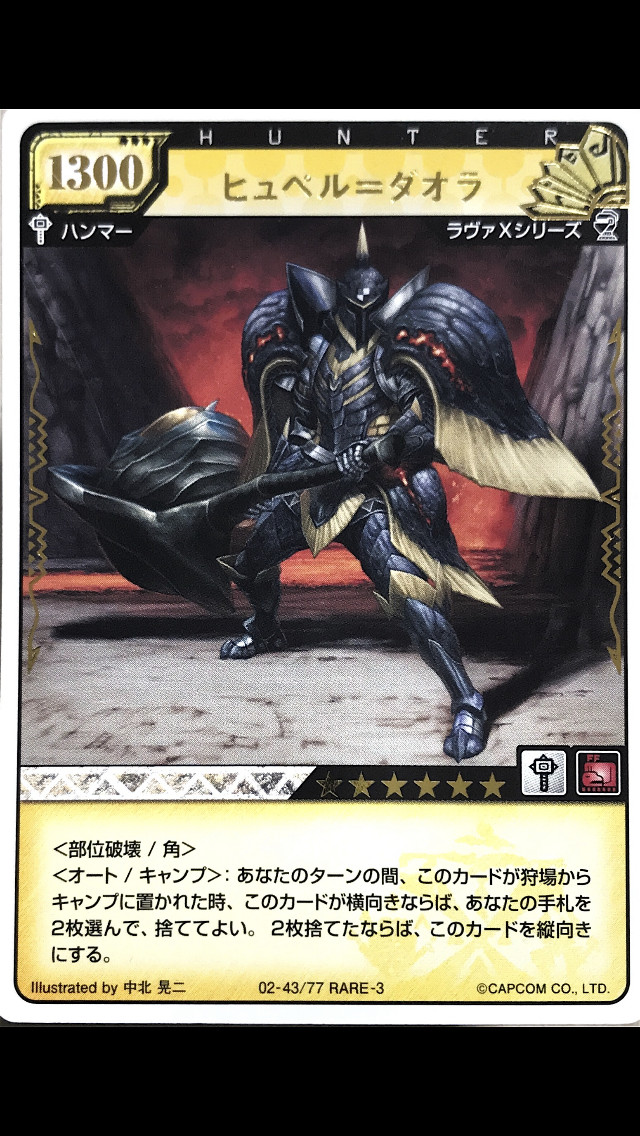 HUNTER
1300
ヒュペル＝ダオラ
ハンマー
ラヴァXシリーズ
FF
<部位破壊 / 角>
<オート / キャンプ>：あなたのターンの間、このカードが狩場から
キャンプに置かれた時、このカードが横向きならば、あなたの手札を
2枚選んで、捨ててよい。 2枚捨てたならば、このカードを縦向き
にする。
Illustrated by 中北 晃二
02-43/77 RARE-3
©CAPCOM CO., LTD.